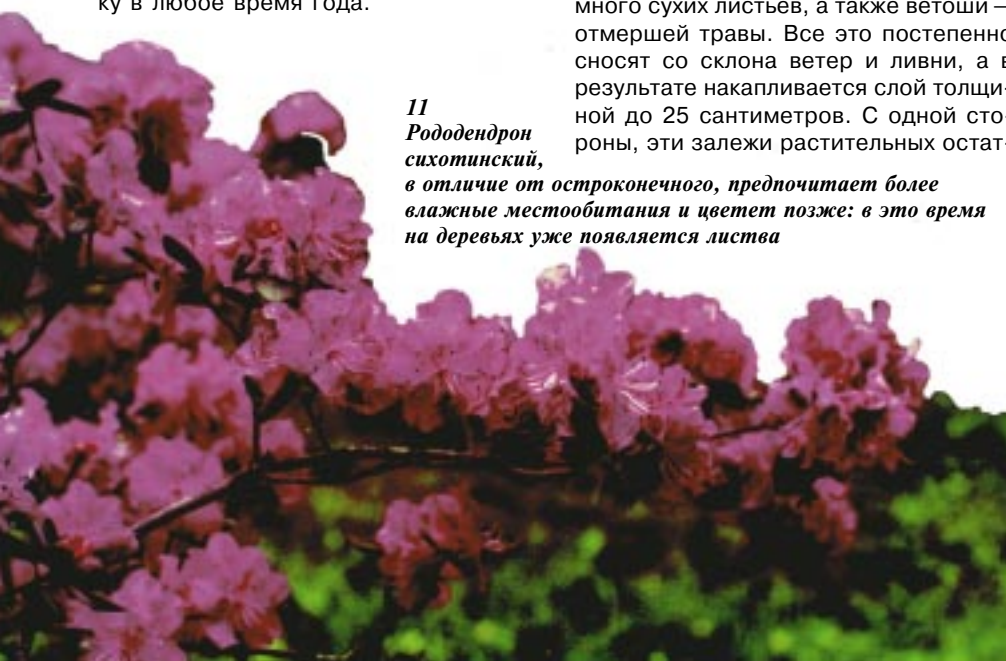 ку в любое время года.
много сухих листьев, а также ветоши –
отмершей травы. Все это постепенно
сносят со склона ветер и ливни, а в
результате накапливается слой толщи-
ной до 25 сантиметров. С одной сто-
роны, эти залежи растительных остат-
11
Рододендрон
сихотинский,
в отличие от остроконечного, предпочитает более
влажные местообитания и цветет позже: в это время
на деревьях уже появляется листва